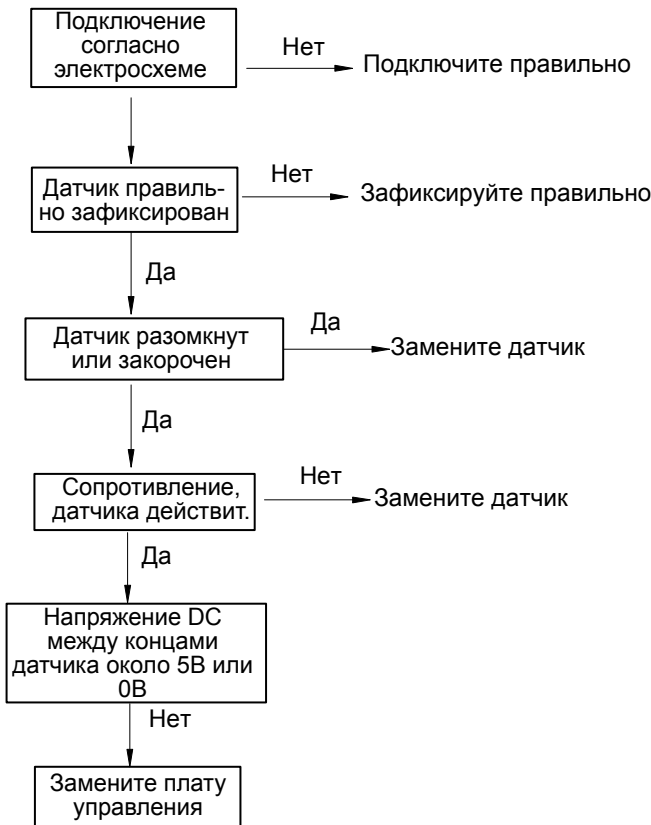 Подключение
согласно
электросхеме
Нет
Подключите правильно
Датчик правиль-
но зафиксирован
Нет
Зафиксируйте правильно
Да
Датчик разомкнут
или закорочен
Да
Замените датчик
Да
Сопротивление,
датчика действит.
Нет
Замените датчик
Да
Напряжение DC
между концами
датчика около 5В или
0В
Нет
Замените плату
управления